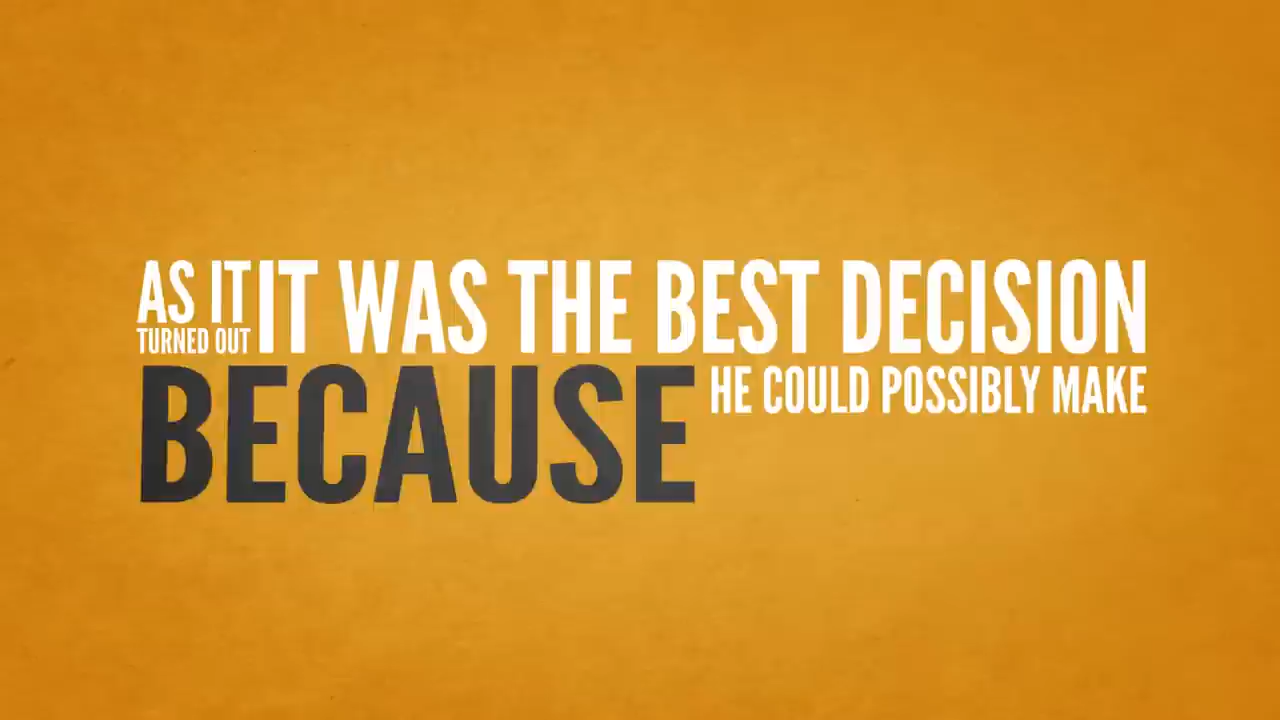 AS IT
TURNED OUT
IT WAS THE BEST DECISION
HE COULD POSSIBLY MAKE
BECAUSE